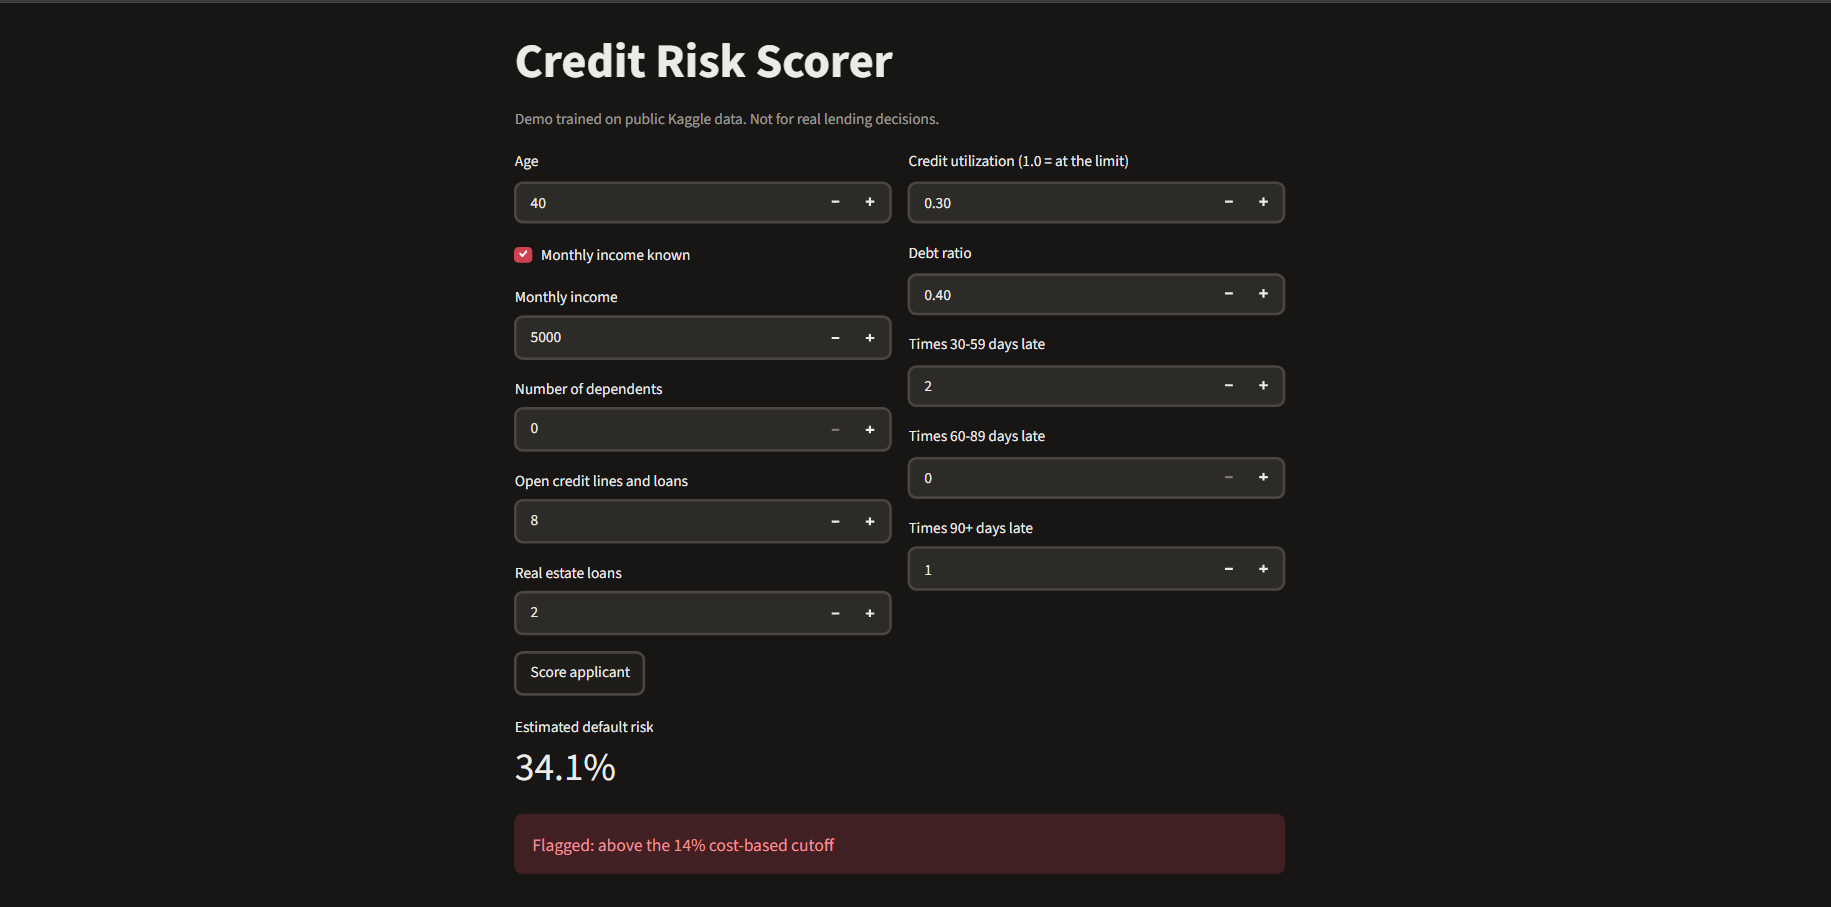 Credit Risk Scorer
Demo trained on public Kaggle data. Not for real lending decisions.
Age
40
Monthly income known
Monthly income
5000
Number of dependents
0
Open credit lines and loans
8
Real estate loans
2
Credit utilization (1.0 = at the limit)
0.30
Debt ratio
0.40
Times 30-59 days late
2
Times 60-89 days late
0
Times 90+ days late
1
Score applicant
Estimated default risk
34.1%
Flagged: above the 14% cost-based cutoff